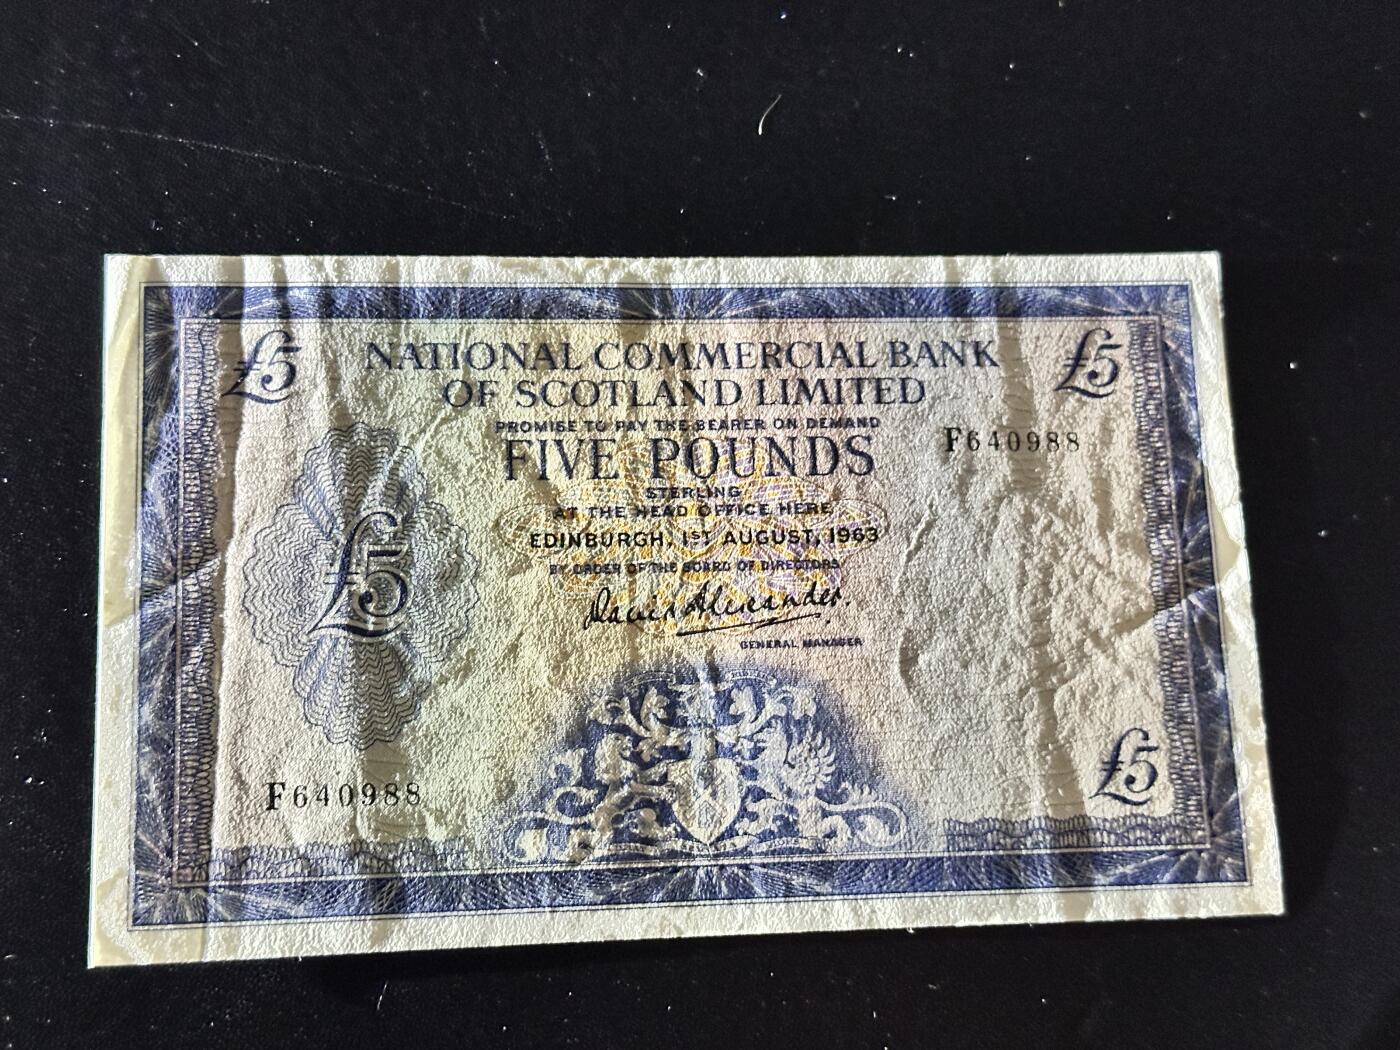 £5 NATIONAL COMMERCIAL BANK £5
OF SCOTLAND LIMITED
PROMISE TO PAY THE BEARER ON DEMAND
FIVE POUNDS F640988
STERLING
AT THE HEAD OFFICE HERE
EDINBURGH, 1ST AUGUST, 1963
BY ORDER OF THE BOARD OF DIRECTORS
£5
David Alexander.
GENERAL MANAGER
£5
F640988